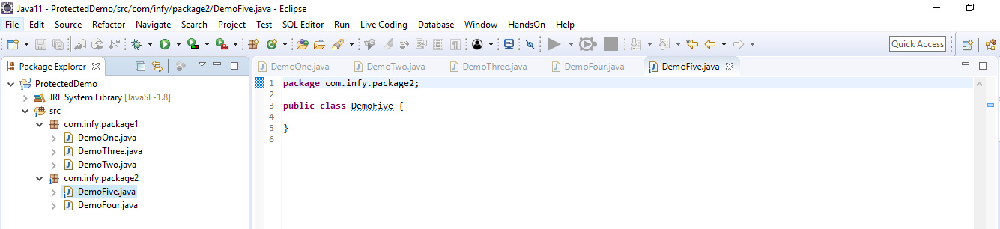 Java11 - ProtectedDemo/src/com/infy/package2/DemoFive.java - Eclipse
File Edit Source Refactor Navigate Search Project Test SQL Editor Run Live Coding Database Window HandsOn Help
Quick Access
Package Explorer
ProtectedDemo
JRE System Library [JavaSE-1.8]
src
com.infy.package1
DemoOne.java
DemoThree.java
DemoTwo.java
com.infy.package2
DemoFive.java
DemoFour.java
DemoOne.java DemoTwo.java DemoThree.java DemoFour.java DemoFive.java
1 package com.infy.package2;
2
3 public class DemoFive {
4
5 }
6